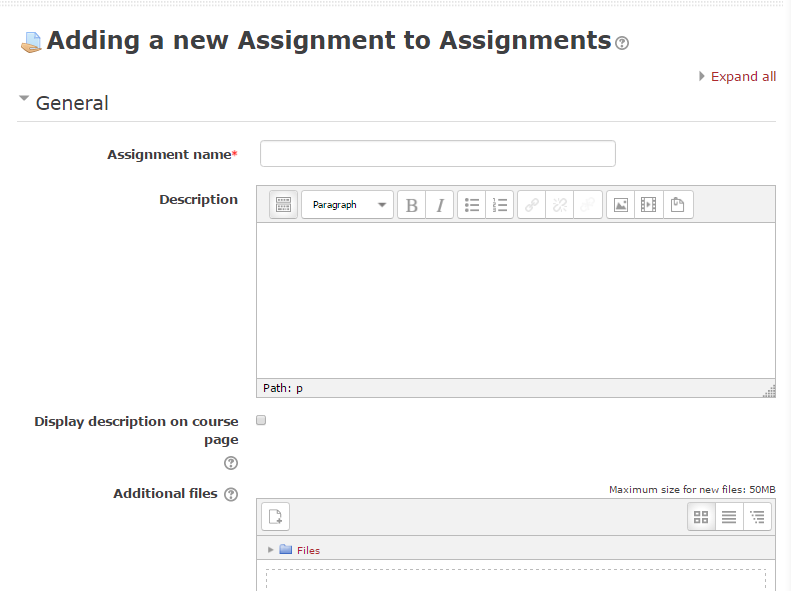 Adding a new Assignment to Assignments
Expand all
General
Assignment name*
Description
Paragraph
B I
Path: p
Display description on course
page
Additional files
Maximum size for new files: 50MB
Files